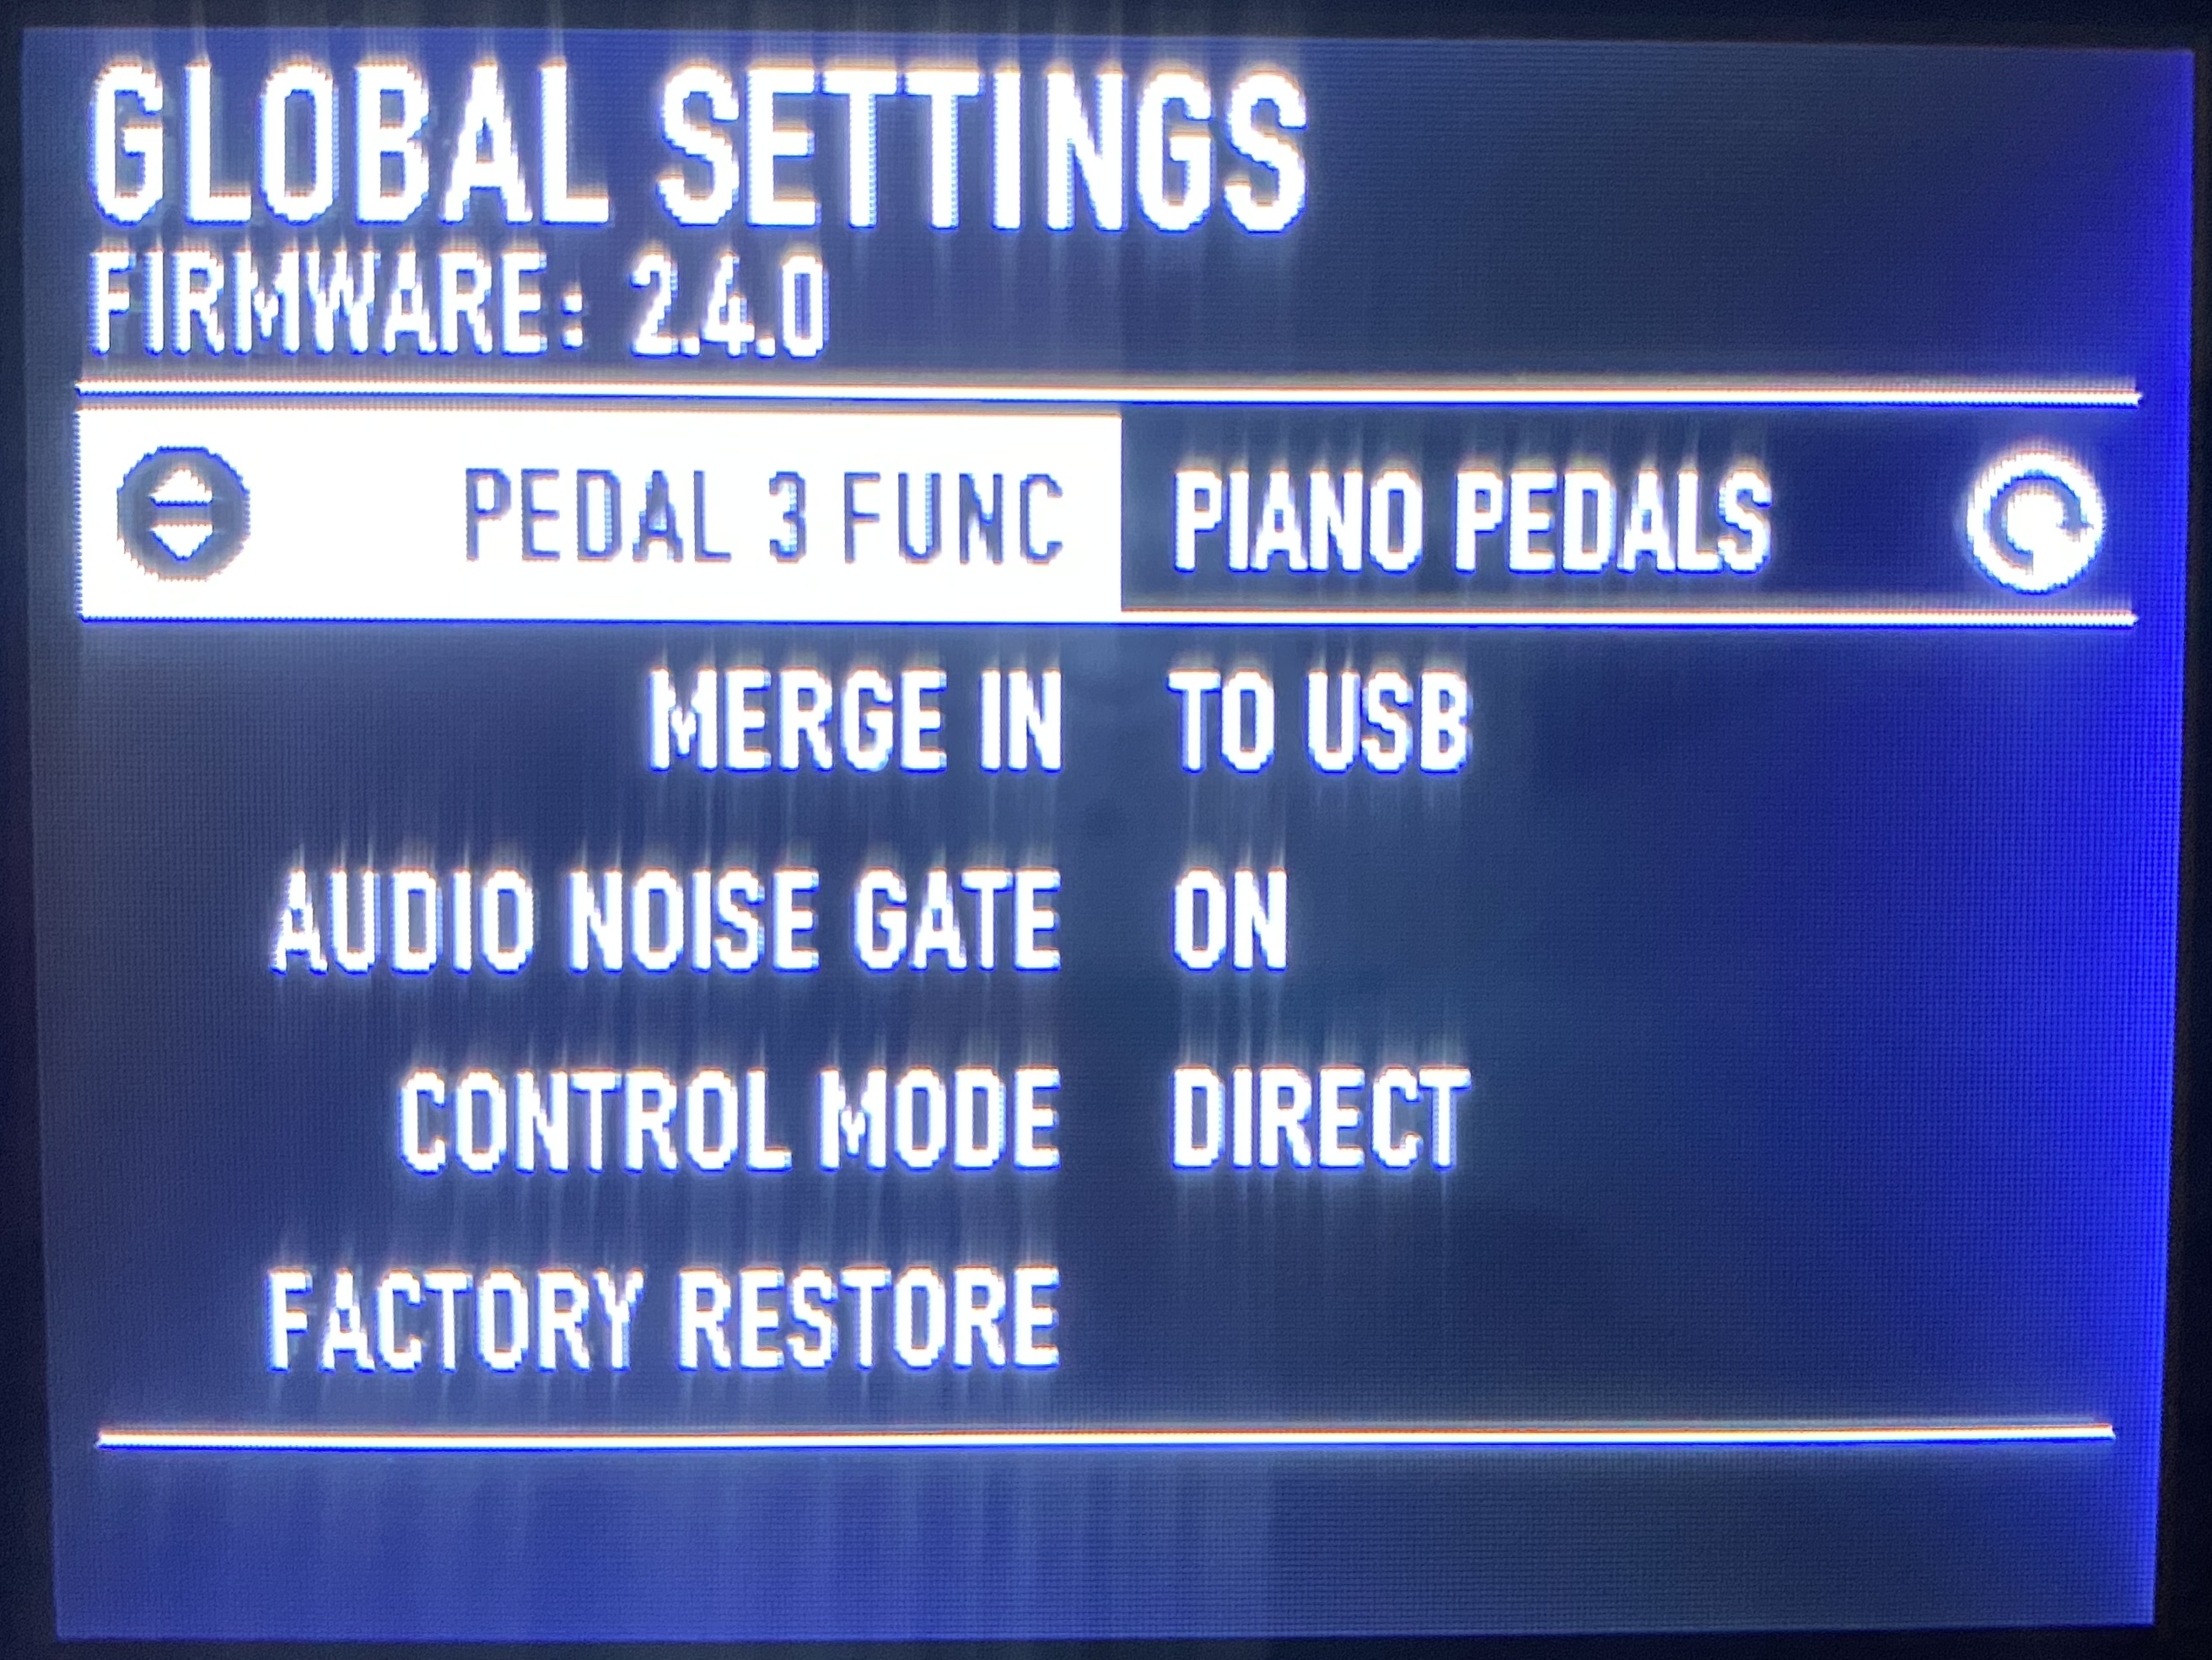 GLOBAL SETTINGS
FIRMWARE: 2.4.0
PEDAL 3 FUNC PIANO PEDALS
MERGE IN TO USB
AUDIO NOISE GATE ON
CONTROL MODE DIRECT
FACTORY RESTORE